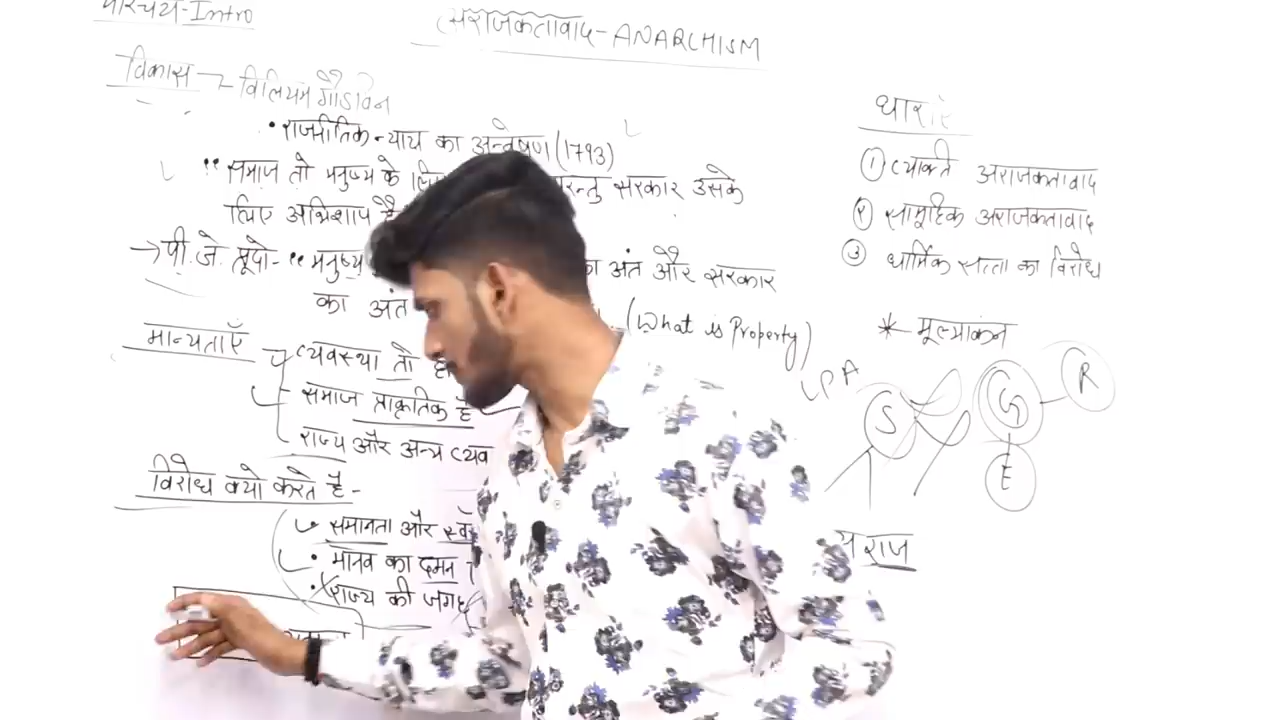 परिचय-Intro
अराजकतावाद-ANARCHISM
विकास → विलियम गौडविन
• राजनीतिक न्याय का अन्वेषण (1793)
" समाज तो मनुष्य के लिए परन्तु सरकार उसके
लिए अभिशाप है
→ पी. जे. प्रूदो- " मनुष्य का अंत और सरकार
का अंत (What is Property)
मान्यताएँ
व्यवस्था तो
समाज प्राकृतिक है
राज्य और अन्य व्यव
विरोध क्यो करते है-
• समानता और स्व
• मानव का दमन
• राज्य की जगह
धाराएं
① व्यक्ति अराजकतावाद
② सामूहिक अराजकतावाद
③ धार्मिक सत्ता का विरोध
* मूल्यांकन
S
G
R
E
राज